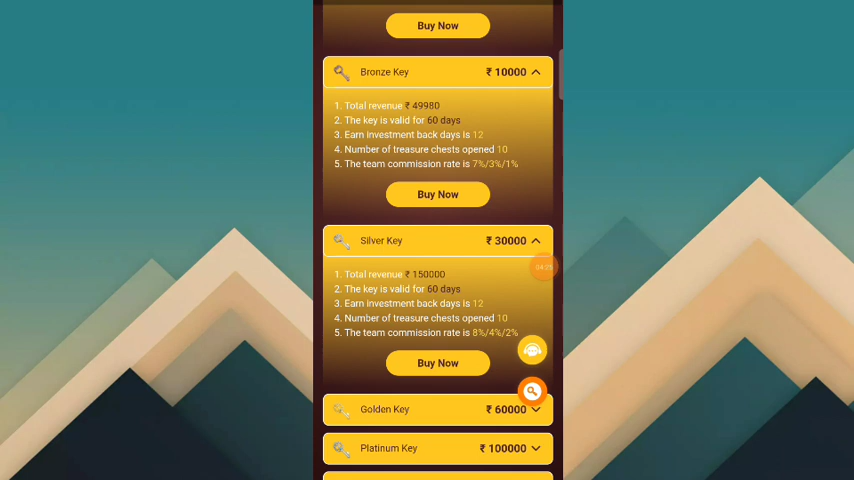 Buy Now
Bronze Key ₹ 10000
1. Total revenue ₹ 49980
2. The key is valid for 60 days
3. Earn investment back days is 12
4. Number of treasure chests opened 10
5. The team commission rate is 7%/3%/1%
Buy Now
Silver Key ₹ 30000
04:25
1. Total revenue ₹ 150000
2. The key is valid for 60 days
3. Earn investment back days is 12
4. Number of treasure chests opened 10
5. The team commission rate is 8%/4%/2%
Buy Now
Golden Key ₹ 60000
Platinum Key ₹ 100000